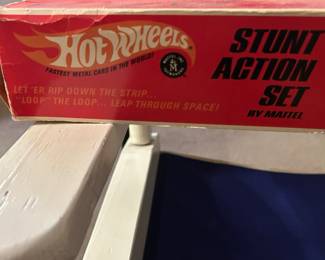 HOT WHEELS
FASTEST METAL CARS IN THE WORLD!
LET 'ER RIP DOWN THE STRIP...
"LOOP" THE LOOP... LEAP THROUGH SPACE!
STUNT
ACTION
SET
BY MATTEL